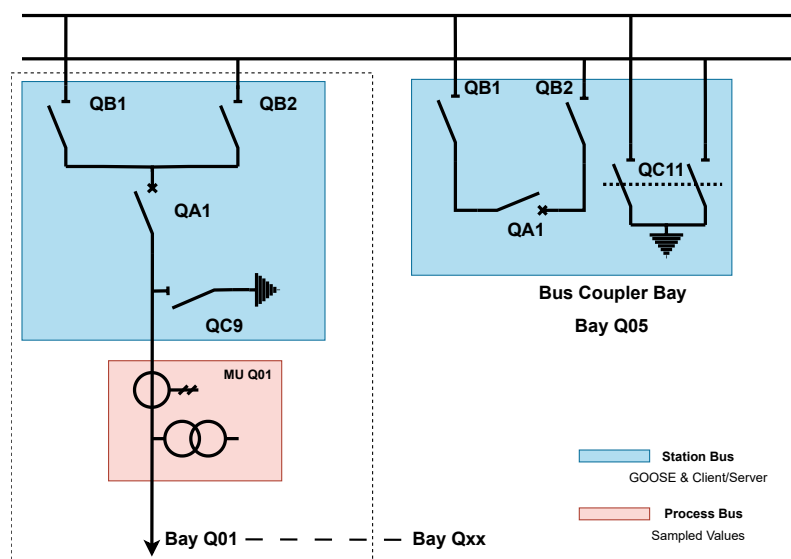 QB1
QB2
QA1
QC9
MU Q01
Bay Q01
Bay Qxx
QB1
QB2
QC11
QA1
Bus Coupler Bay
Bay Q05
Station Bus
GOOSE & Client/Server
Process Bus
Sampled Values